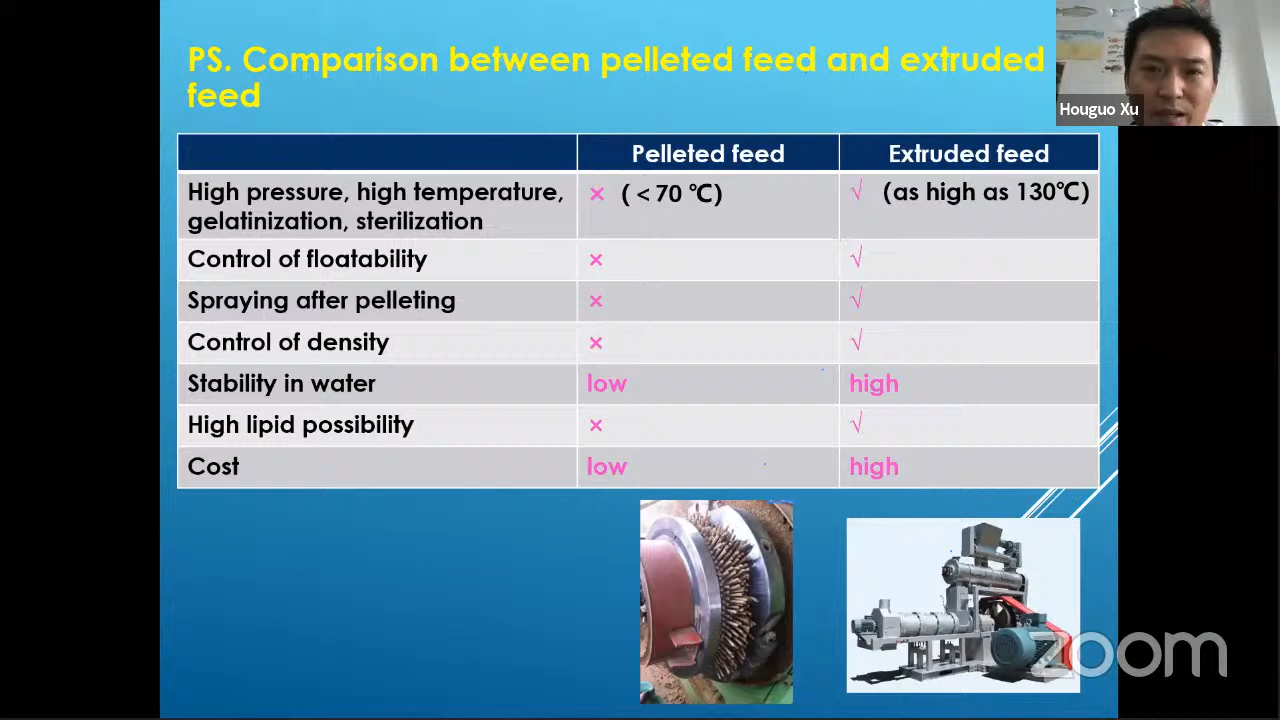 PS. Comparison between pelleted feed and extruded
feed
Houguo Xu
Pelleted feed Extruded feed
High pressure, high temperature, × ( < 70 ℃) √ (as high as 130℃)
gelatinization, sterilization
Control of floatability × √
Spraying after pelleting × √
Control of density × √
Stability in water low high
High lipid possibility × √
Cost low high
zoom